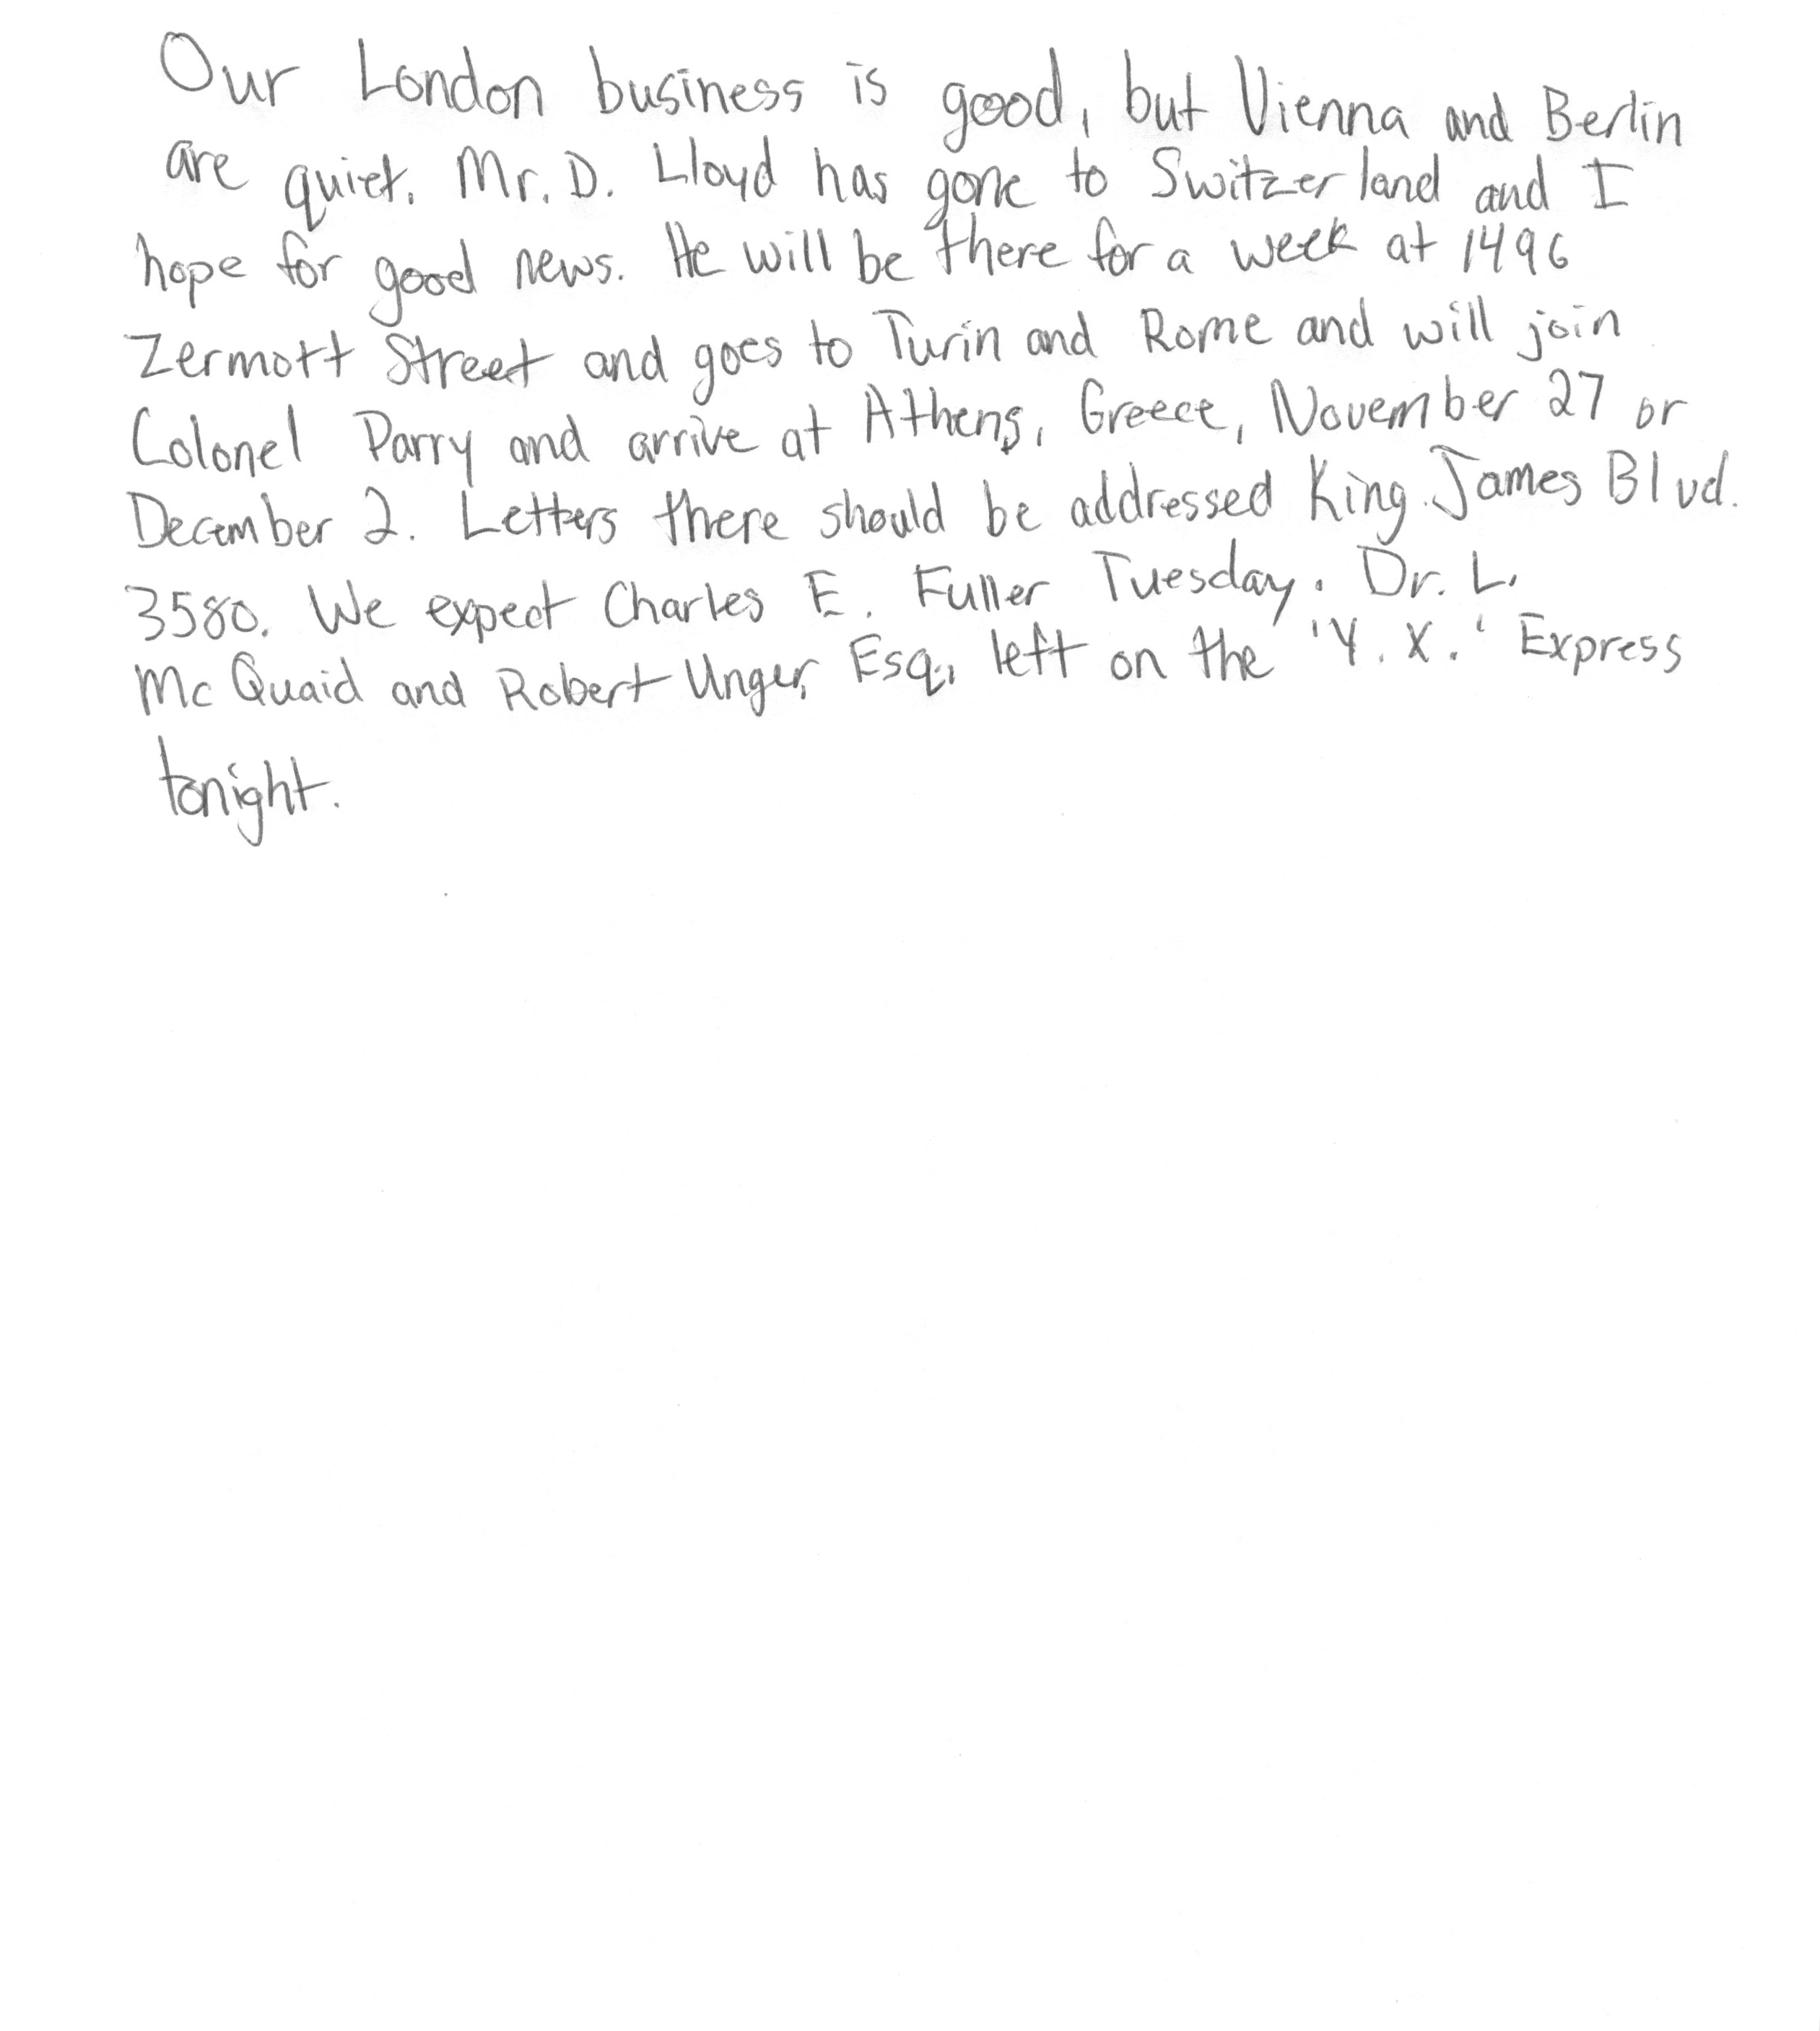 Our London business is good, but Vienna and Berlin
are quiet. Mr. D. Lloyd has gone to Switzerland and I
hope for good news. He will be there for a week at 1496
Zermott Street and goes to Turin and Rome and will join
Colonel Parry and arrive at Athens, Greece, November 27 or
December 2. Letters there should be addressed King James Blvd.
3580. We expect Charles E. Fuller Tuesday. Dr. L.
McQuaid and Robert Unger, Esq., left on the 'Y. X.' Express
tonight.